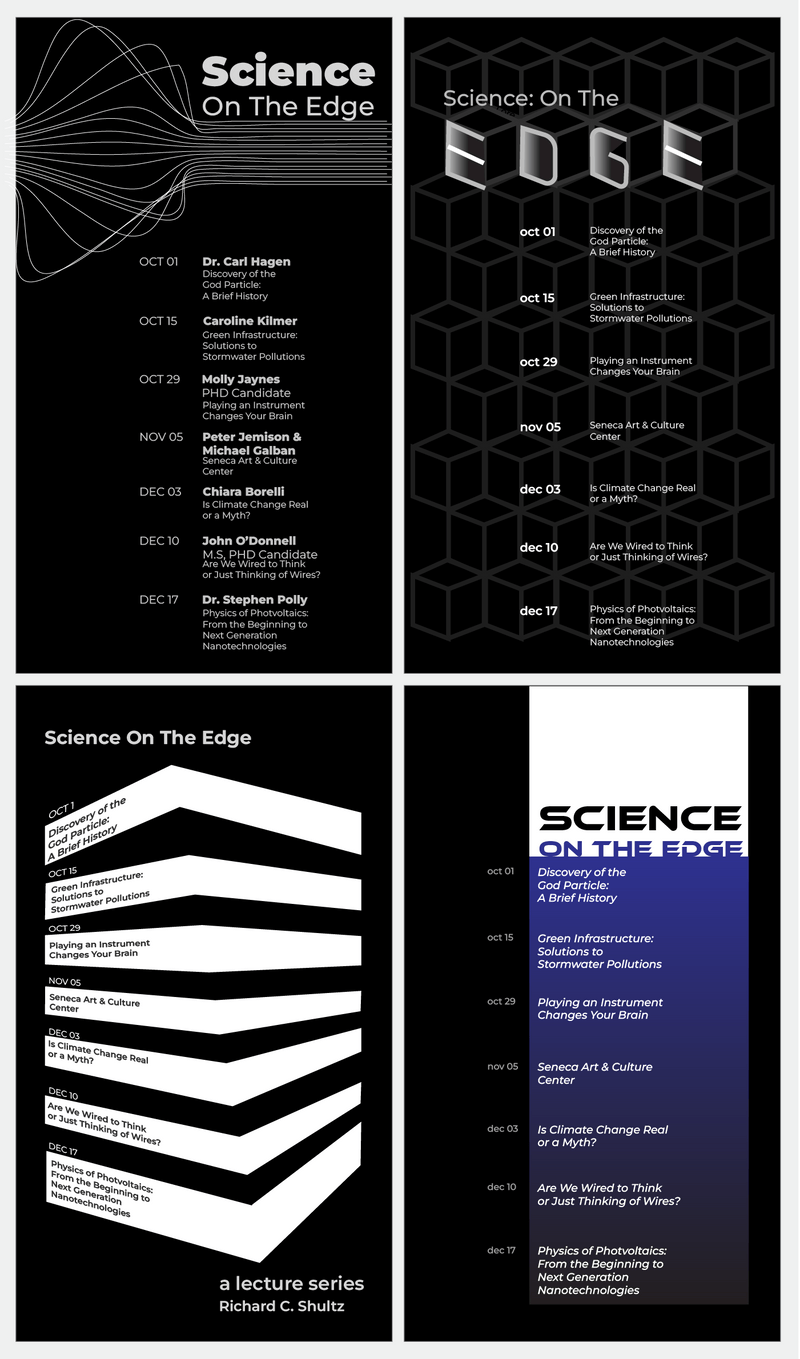 Science
On The Edge
OCT 01
Dr. Carl Hagen
Discovery of the
God Particle:
A Brief History
OCT 15
Caroline Kilmer
Green Infrastructure:
Solutions to
Stormwater Pollutions
OCT 29
Molly Jaynes
PHD Candidate
Playing an Instrument
Changes Your Brain
NOV 05
Peter Jemison &
Michael Galban
Seneca Art & Culture
Center
DEC 03
Chiara Borelli
Is Climate Change Real
or a Myth?
DEC 10
John O'Donnell
M.S, PHD Candidate
Are We Wired to Think
or Just Thinking of Wires?
DEC 17
Dr. Stephen Polly
Physics of Photvoltaics:
From the Beginning to
Next Generation
Nanotechnologies
Science: On The
EDGE
oct 01
Discovery of the
God Particle:
A Brief History
oct 15
Green Infrastructure:
Solutions to
Stormwater Pollutions
oct 29
Playing an Instrument
Changes Your Brain
nov 05
Seneca Art & Culture
Center
dec 03
Is Climate Change Real
or a Myth?
dec 10
Are We Wired to Think
or Just Thinking of Wires?
dec 17
Physics of Photvoltaics:
From the Beginning to
Next Generation
Nanotechnologies
Science On The Edge
OCT 1
Discovery of the
God Particle:
A Brief History
OCT 15
Green Infrastructure:
Solutions to
Stormwater Pollutions
OCT 29
Playing an Instrument
Changes Your Brain
NOV 05
Seneca Art & Culture
Center
DEC 03
Is Climate Change Real
or a Myth?
DEC 10
Are We Wired to Think
or Just Thinking of Wires?
DEC 17
Physics of Photvoltaics:
From the Beginning to
Next Generation
Nanotechnologies
a lecture series
Richard C. Shultz
SCIENCE
ON THE EDGE
oct 01
Discovery of the
God Particle:
A Brief History
oct 15
Green Infrastructure:
Solutions to
Stormwater Pollutions
oct 29
Playing an Instrument
Changes Your Brain
nov 05
Seneca Art & Culture
Center
dec 03
Is Climate Change Real
or a Myth?
dec 10
Are We Wired to Think
or Just Thinking of Wires?
dec 17
Physics of Photvoltaics:
From the Beginning to
Next Generation
Nanotechnologies